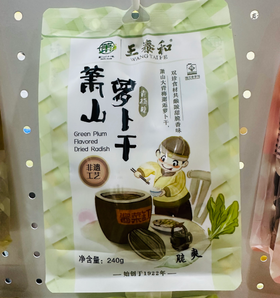 王泰和
WANG TAI HE
萧山
萝卜干
青梅味
Green Plum
Flavored
Dried Radish
非遗
工艺
脆爽
净含量: 240g
始创于1922年